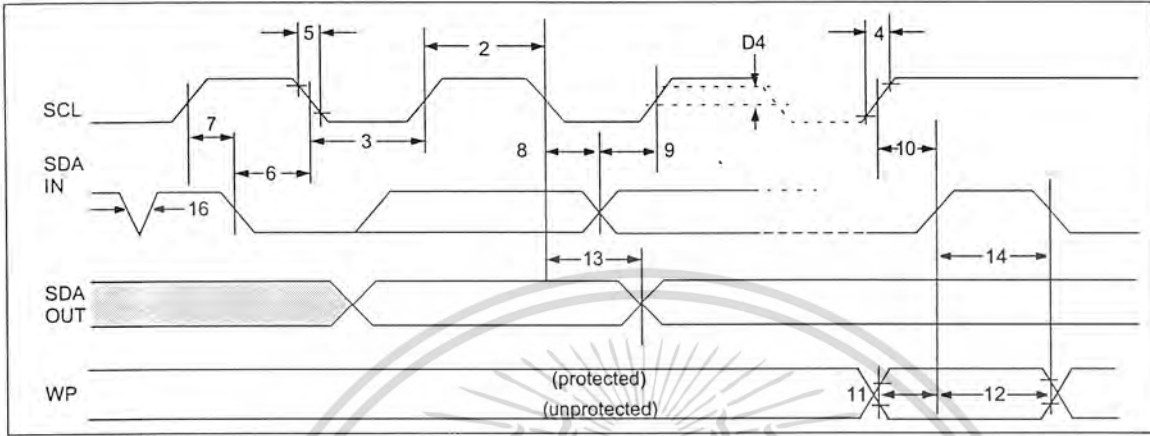 5
2
D4
4
SCL
7
3
8
9
10
SDA
IN
6
16
13
14
SDA
OUT
WP
(protected)
(unprotected)
11
12